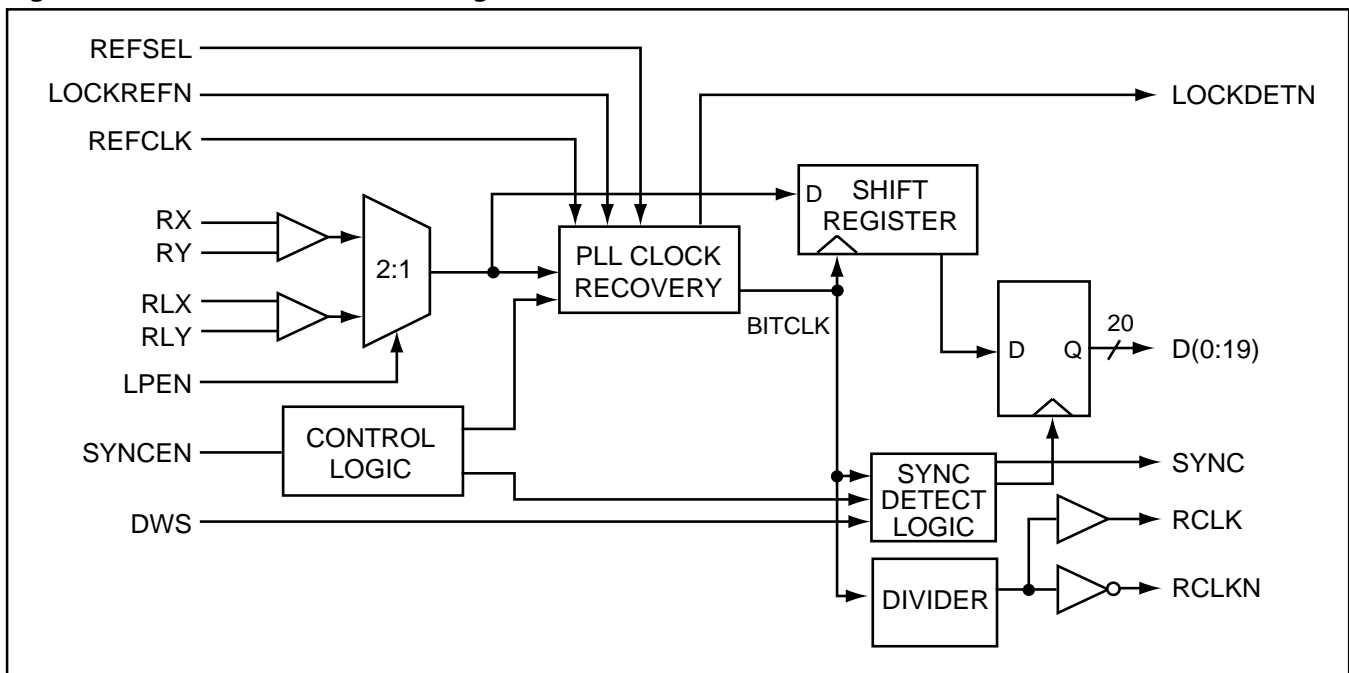 REFSEL
LOCKREFN
REFCLK
LOCKDETN
RX
RY
RLX
RLY
LPEN
2:1
PLL CLOCK
RECOVERY
BITCLK
D SHIFT
REGISTER
D Q
20
D(0:19)
SYNCEN
CONTROL
LOGIC
DWS
SYNC
DETECT
LOGIC
SYNC
DIVIDER
RCLK
RCLKN